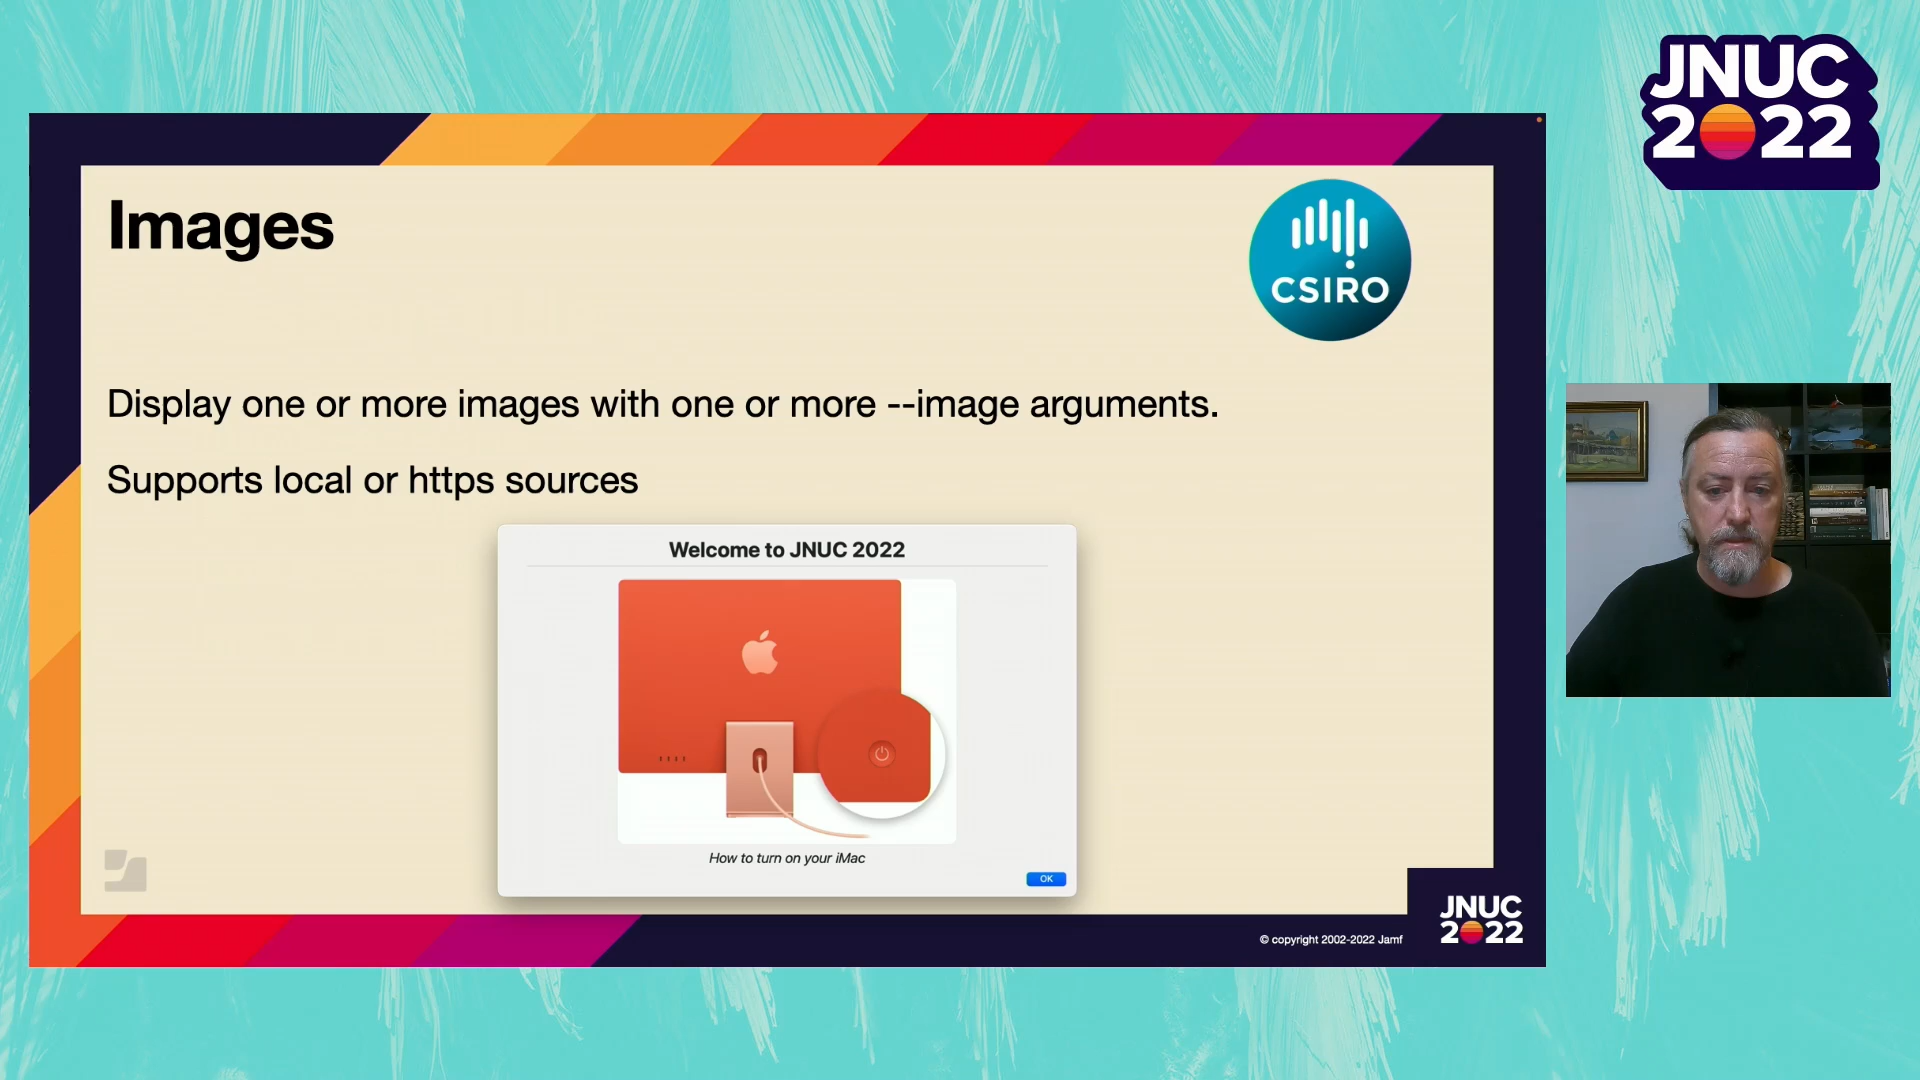 JNUC
2022
Images
CSIRO
Display one or more images with one or more --image arguments.
Supports local or https sources
Welcome to JNUC 2022
How to turn on your iMac
OK
© copyright 2002-2022 Jamf
JNUC
2022